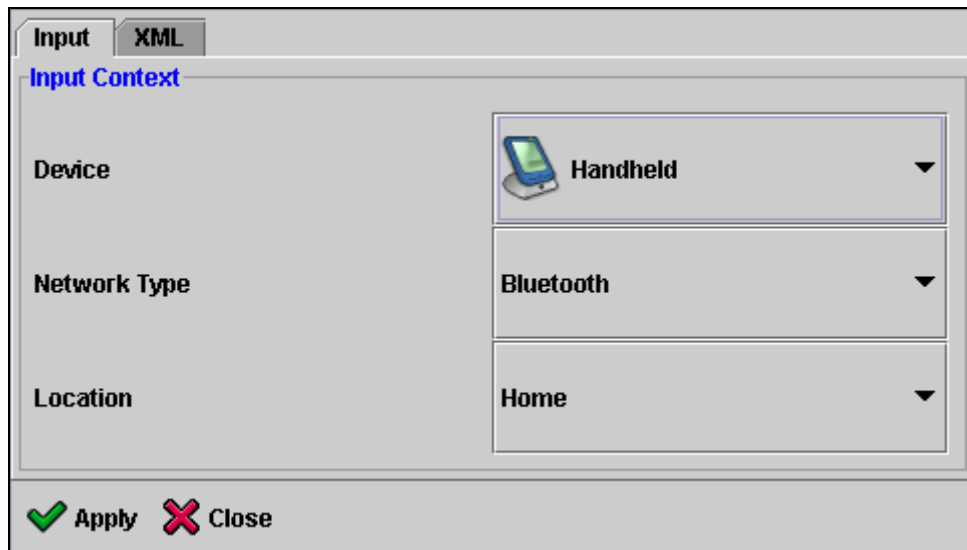 Input XML
Input Context
Device Handheld
Network Type Bluetooth
Location Home
Apply Close